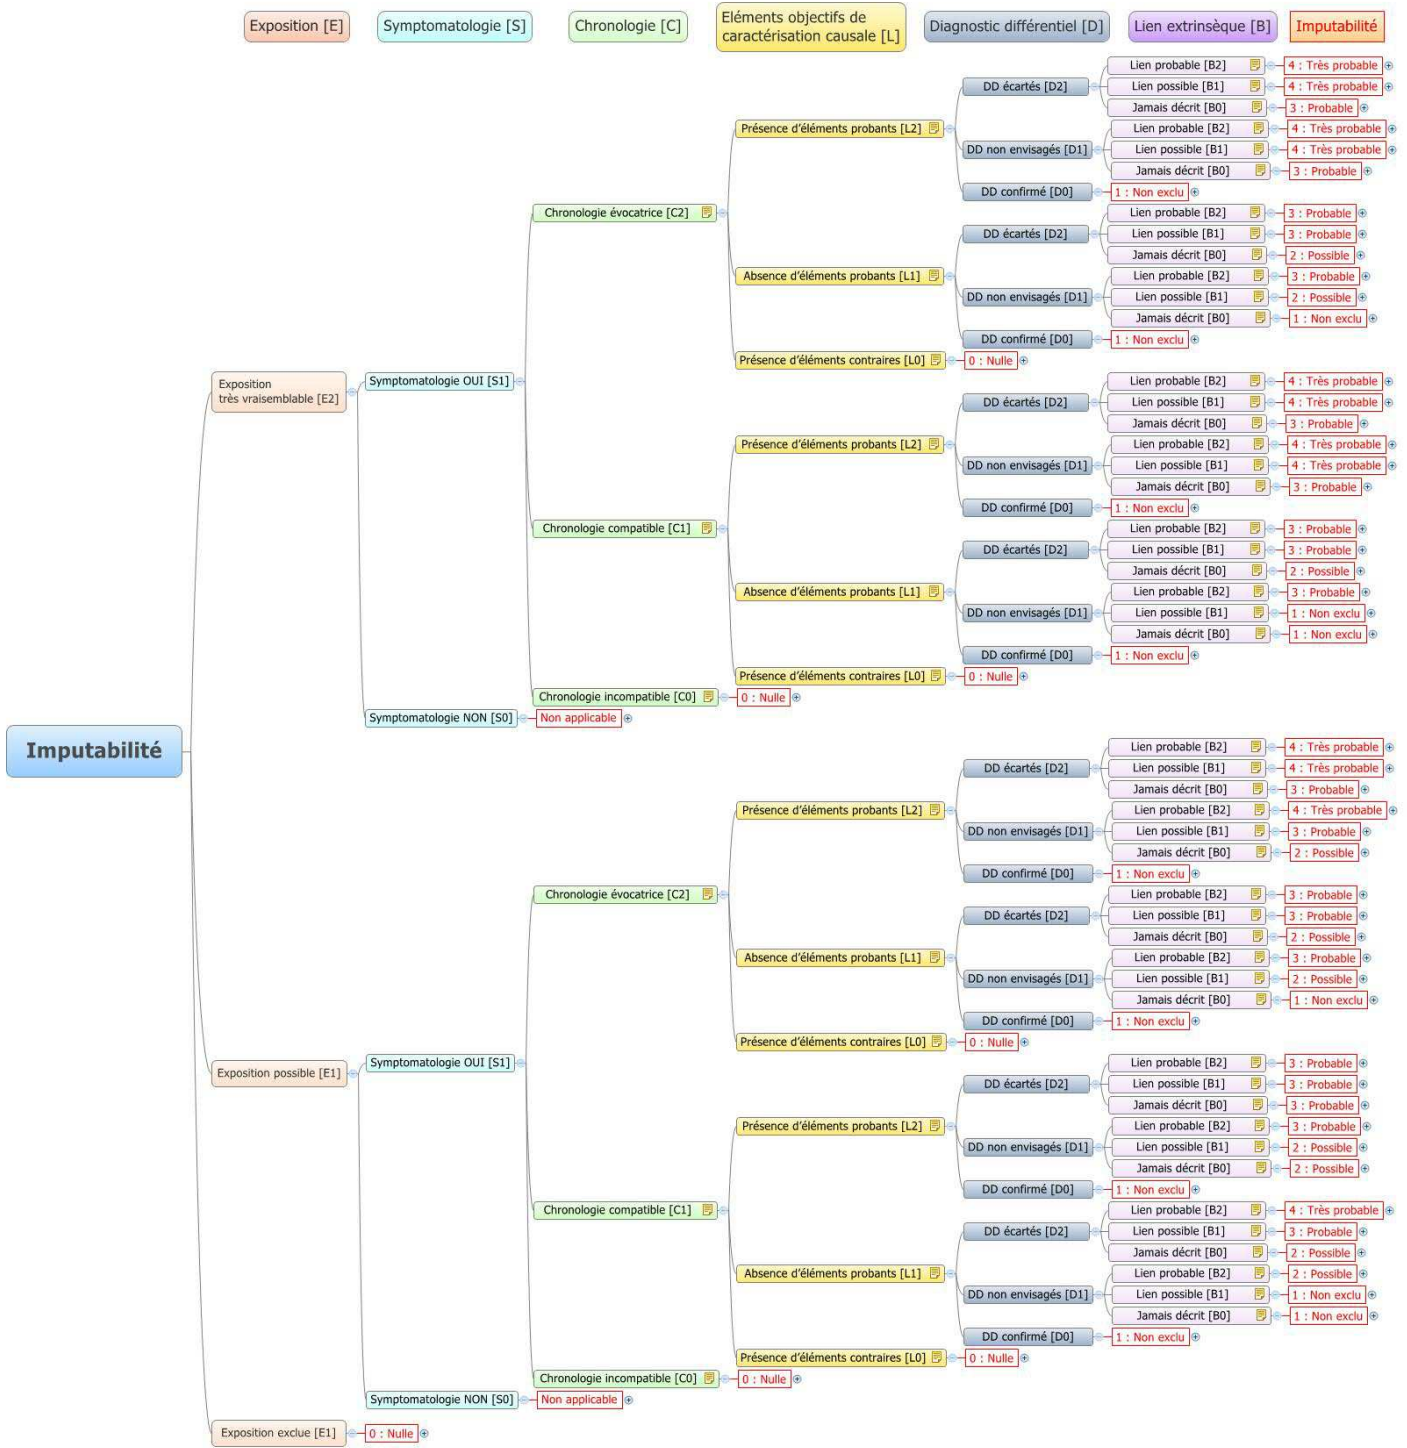 Exposition [E]
Symptomatologie [S]
Chronologie [C]
Eléments objectifs de
caractérisation causale [L]
Diagnostic différentiel [D]
Lien extrinsèque [B]
Imputabilité
Imputabilité
Exposition
très vraisemblable [E2]
Symptomatologie OUI [S1]
Chronologie évocatrice [C2]
Présence d'éléments probants [L2]
DD écartés [D2]
Lien probable [B2] 4 : Très probable
Lien possible [B1] 4 : Très probable
Jamais décrit [B0] 3 : Probable
DD non envisagés [D1]
Lien probable [B2] 4 : Très probable
Lien possible [B1] 4 : Très probable
Jamais décrit [B0] 3 : Probable
DD confirmé [D0] 1 : Non exclu
Absence d'éléments probants [L1]
DD écartés [D2]
Lien probable [B2] 3 : Probable
Lien possible [B1] 3 : Probable
Jamais décrit [B0] 2 : Possible
DD non envisagés [D1]
Lien probable [B2] 3 : Probable
Lien possible [B1] 2 : Possible
Jamais décrit [B0] 1 : Non exclu
DD confirmé [D0] 1 : Non exclu
Présence d'éléments contraires [L0] 0 : Nulle
Chronologie compatible [C1]
Présence d'éléments probants [L2]
DD écartés [D2]
Lien probable [B2] 4 : Très probable
Lien possible [B1] 4 : Très probable
Jamais décrit [B0] 3 : Probable
DD non envisagés [D1]
Lien probable [B2] 4 : Très probable
Lien possible [B1] 4 : Très probable
Jamais décrit [B0] 3 : Probable
DD confirmé [D0] 1 : Non exclu
Absence d'éléments probants [L1]
DD écartés [D2]
Lien probable [B2] 3 : Probable
Lien possible [B1] 3 : Probable
Jamais décrit [B0] 2 : Possible
DD non envisagés [D1]
Lien probable [B2] 3 : Probable
Lien possible [B1] 1 : Non exclu
Jamais décrit [B0] 1 : Non exclu
DD confirmé [D0] 1 : Non exclu
Présence d'éléments contraires [L0] 0 : Nulle
Chronologie incompatible [C0] 0 : Nulle
Symptomatologie NON [S0] Non applicable
Exposition possible [E1]
Symptomatologie OUI [S1]
Chronologie évocatrice [C2]
Présence d'éléments probants [L2]
DD écartés [D2]
Lien probable [B2] 4 : Très probable
Lien possible [B1] 4 : Très probable
Jamais décrit [B0] 3 : Probable
DD non envisagés [D1]
Lien probable [B2] 4 : Très probable
Lien possible [B1] 3 : Probable
Jamais décrit [B0] 2 : Possible
DD confirmé [D0] 1 : Non exclu
Absence d'éléments probants [L1]
DD écartés [D2]
Lien probable [B2] 3 : Probable
Lien possible [B1] 3 : Probable
Jamais décrit [B0] 2 : Possible
DD non envisagés [D1]
Lien probable [B2] 3 : Probable
Lien possible [B1] 2 : Possible
Jamais décrit [B0] 1 : Non exclu
DD confirmé [D0] 1 : Non exclu
Présence d'éléments contraires [L0] 0 : Nulle
Chronologie compatible [C1]
Présence d'éléments probants [L2]
DD écartés [D2]
Lien probable [B2] 3 : Probable
Lien possible [B1] 3 : Probable
Jamais décrit [B0] 3 : Probable
DD non envisagés [D1]
Lien probable [B2] 3 : Probable
Lien possible [B1] 2 : Possible
Jamais décrit [B0] 2 : Possible
DD confirmé [D0] 1 : Non exclu
Absence d'éléments probants [L1]
DD écartés [D2]
Lien probable [B2] 4 : Très probable
Lien possible [B1] 3 : Probable
Jamais décrit [B0] 2 : Possible
DD non envisagés [D1]
Lien probable [B2] 2 : Possible
Lien possible [B1] 1 : Non exclu
Jamais décrit [B0] 1 : Non exclu
DD confirmé [D0] 1 : Non exclu
Présence d'éléments contraires [L0] 0 : Nulle
Chronologie incompatible [C0] 0 : Nulle
Symptomatologie NON [S0] Non applicable
Exposition exclue [E1] 0 : Nulle